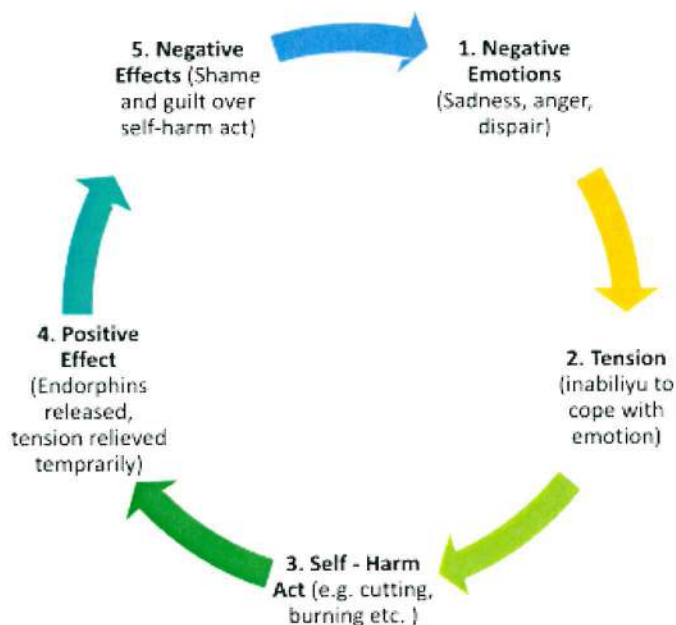 1. Negative
Emotions
(Sadness, anger,
dispair)
2. Tension
(inabiliyu to
cope with
emotion)
3. Self - Harm
Act (e.g. cutting,
burning etc. )
4. Positive
Effect
(Endorphins
released,
tension relieved
temprarily)
5. Negative
Effects (Shame
and guilt over
self-harm act)